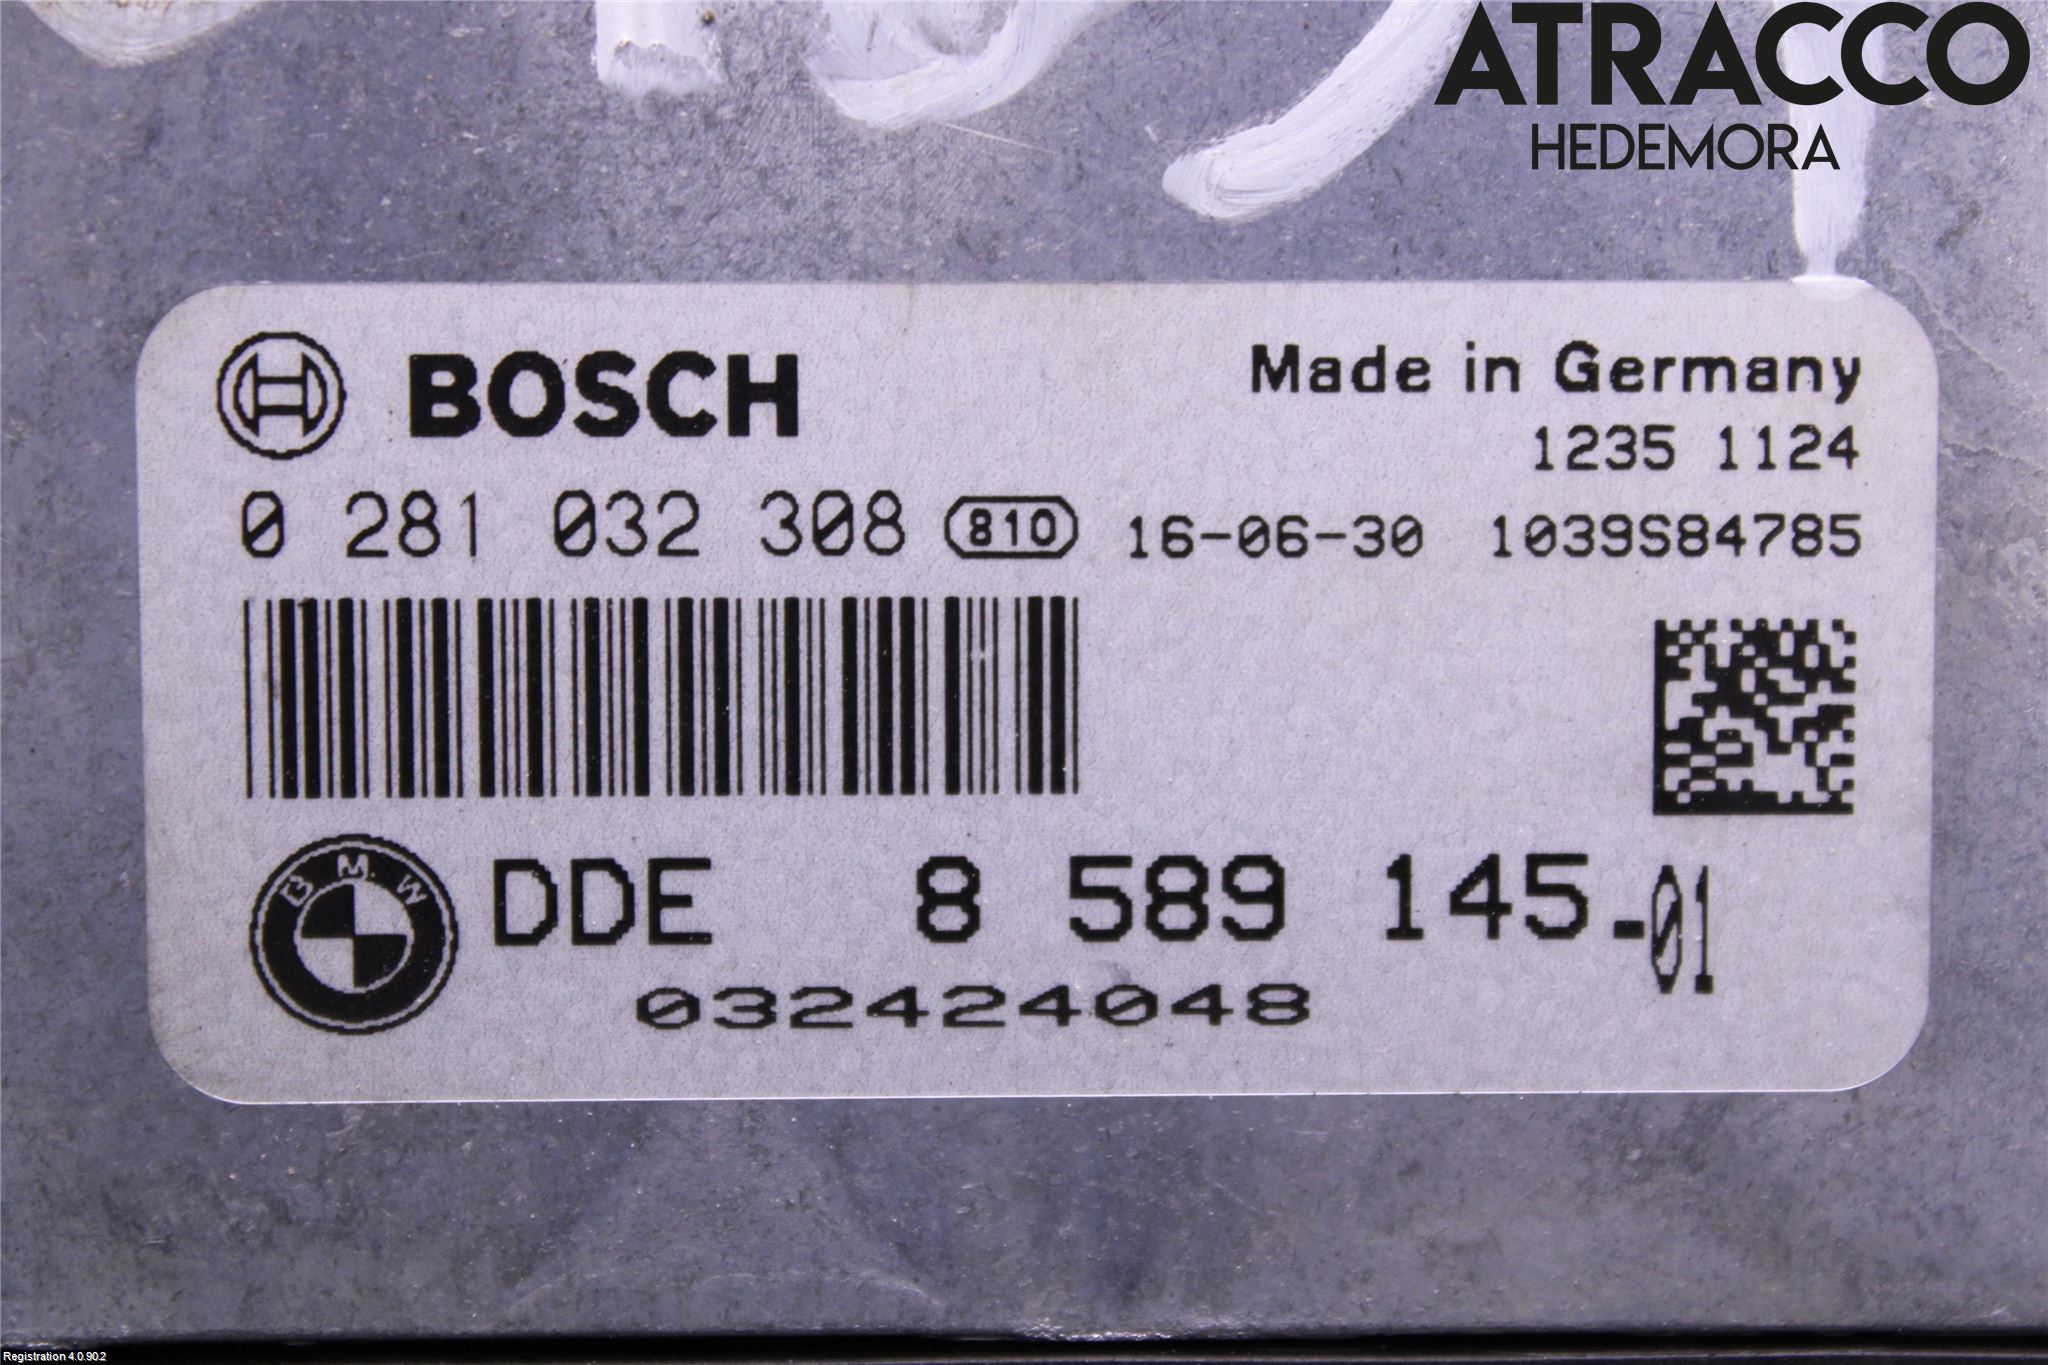 ATRACCO
HEDEMORA
BOSCH
Made in Germany
1235 1124
0 281 032 308 810 16-06-30 1039S84785
BMW DDE 8 589 145-01
032424048
Registration 4.0.90.2